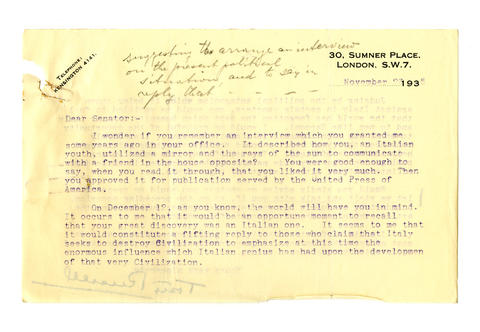 suggesting to arrange an interview
on the present political
situation and to say in
reply that - - - - -
TELEPHONE:
KENSINGTON 4141.
30, SUMNER PLACE,
LONDON, S.W.7.
November 193
Dear Senator:-
I wonder if you remember an interview which you granted me
some years ago in your office. It described how you, an Italian
youth, utilized a mirror and the rays of the sun to communicate
with a friend in the house opposite? You were good enough to
say, when you read it through, that you liked it very much. Then
you approved it for publication served by the United Press of
America.
On December 12, as you know, the world will have you in mind.
It occurs to me that it would be an opportune moment to recall
that your great discovery was an Italian one. It seems to me that
it would constitute a fitting reply to those who claim that Italy
seeks to destroy Civilization to emphasize at this time the
enormous influence which Italian genius has had upon the developmen
of that very Civilization.